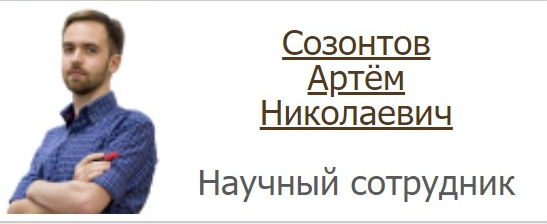 Созонтов
Артём
Николаевич
Научный сотрудник